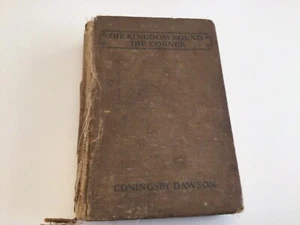 THE KINGDOM ROUND
THE CORNER
CONINGSBY DAWSON